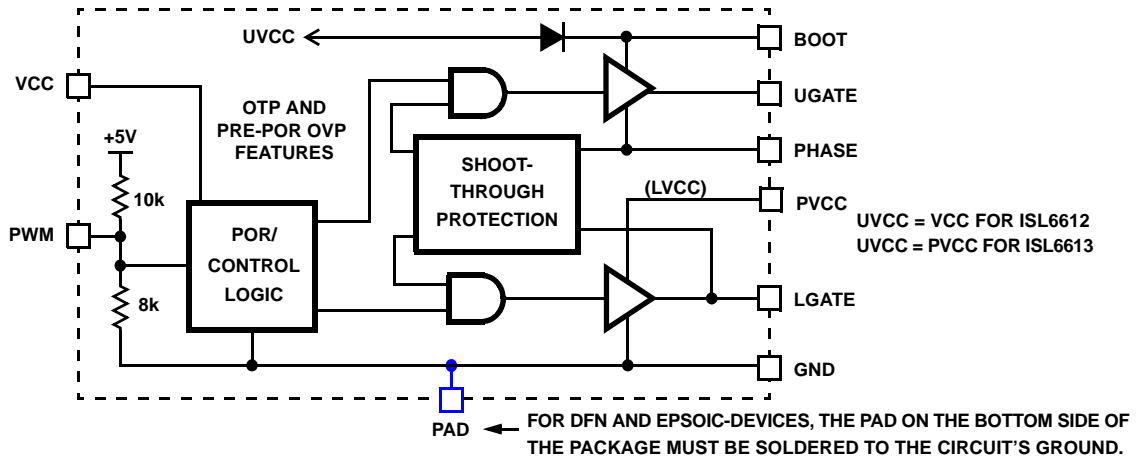 UVCC
BOOT
VCC
OTP AND
PRE-POR OVP
FEATURES
UGATE
+5V
10k
SHOOT-
THROUGH
PROTECTION
PHASE
(LVCC)
PVCC
UVCC = VCC FOR ISL6612
UVCC = PVCC FOR ISL6613
PWM
POR/
CONTROL
LOGIC
8k
LGATE
GND
PAD
FOR DFN AND EPSOIC-DEVICES, THE PAD ON THE BOTTOM SIDE OF
THE PACKAGE MUST BE SOLDERED TO THE CIRCUIT'S GROUND.